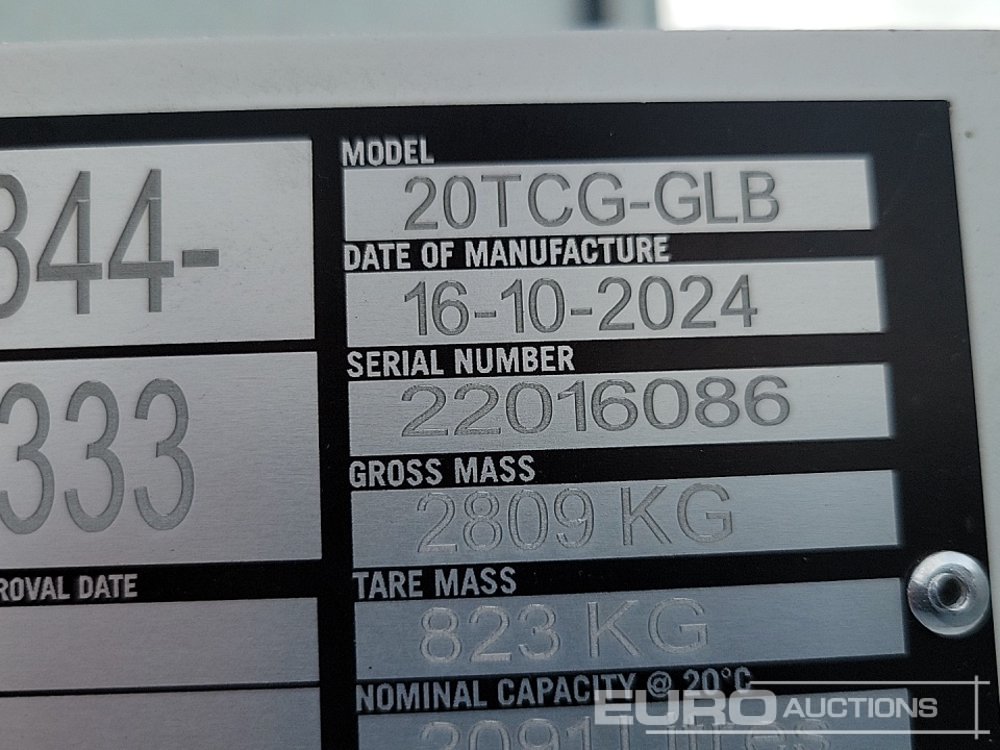 344-
333
ROVAL DATE
MODEL
20TCG-GLB
DATE OF MANUFACTURE
16-10-2024
SERIAL NUMBER
22016086
GROSS MASS
2809 KG
TARE MASS
823 KG
NOMINAL CAPACITY @ 20°C
EURO AUCTIONS